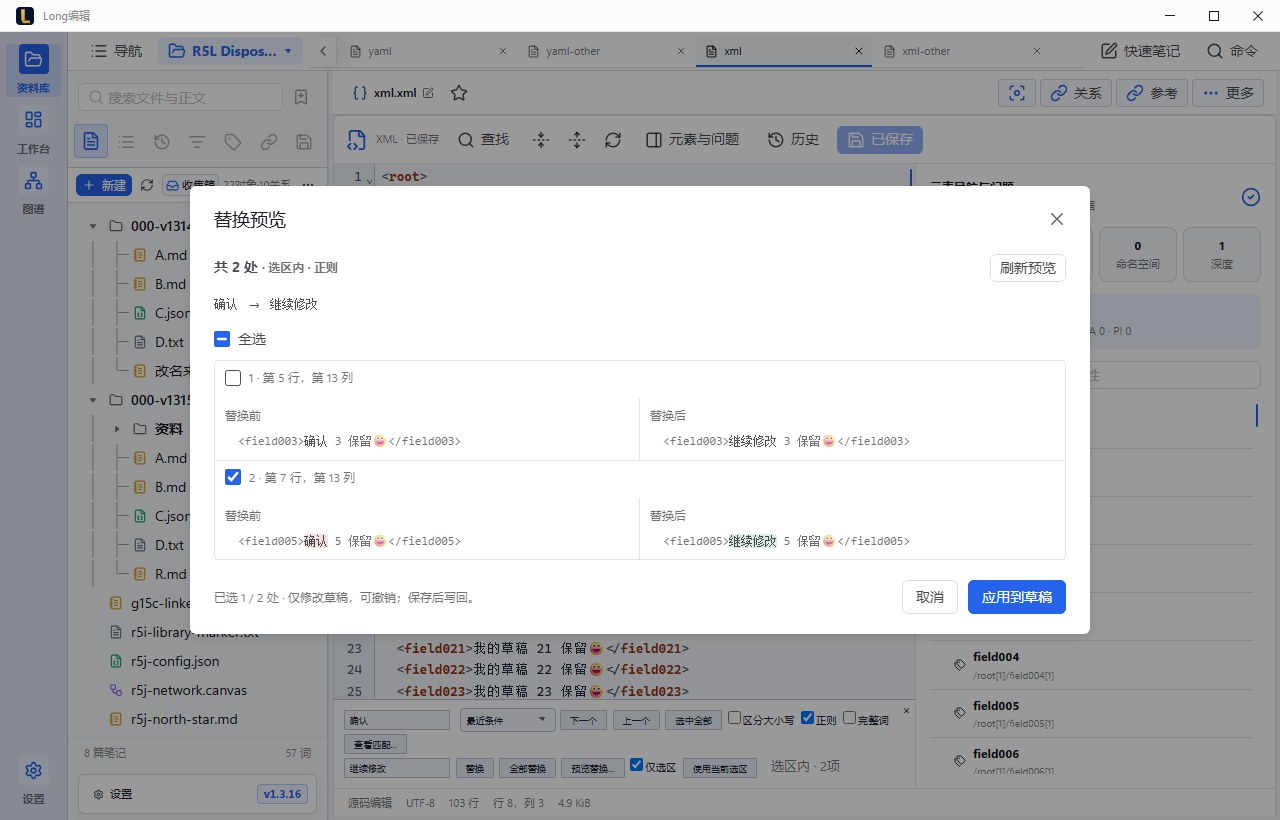 Long编辑
资料库
工作台
图谱
设置
导航
R5L Dispos...
yaml
yaml-other
xml
xml-other
快速笔记
命令
搜索文件与正文
xml.xml
关系
参考
更多
XML · 已保存
查找
元素与问题
历史
已保存
新建
收集箱
1 <root>
0
命名空间
1
深度
A 0 · PI 0
000-v1314
A.md
B.md
C.json
D.txt
000-v1315
资料
A.md
B.md
C.json
D.txt
R.md
r5j-config.json
r5j-network.canvas
r5j-north-star.md
8 篇笔记
57 词
设置
v1.3.16
替换预览
共 2 处 · 选区内 · 正则
刷新预览
确认 → 继续修改
全选
1 · 第 5 行，第 13 列
替换前
替换后
<field003>确认 3 保留😀</field003>
<field003>继续修改 3 保留😀</field003>
2 · 第 7 行，第 13 列
替换前
替换后
<field005>确认 5 保留😀</field005>
<field005>继续修改 5 保留😀</field005>
已选 1 / 2 处 · 仅修改草稿，可撤销；保存后写回。
取消
应用到草稿
23 <field021>我的草稿 21 保留😀</field021>
24 <field022>我的草稿 22 保留😀</field022>
25 <field023>我的草稿 23 保留😀</field023>
确认
最近条件
下一个
上一个
选中全部
区分大小写
正则
完整词
查看匹配...
继续修改
替换
全部替换
预览替换...
仅选区
使用当前选区
选区内 · 2项
源码编辑
UTF-8
103 行
行 8，列 3
4.9 KiB
field004
/root[1]/field004[1]
field005
/root[1]/field005[1]
field006
/root[1]/field006[1]